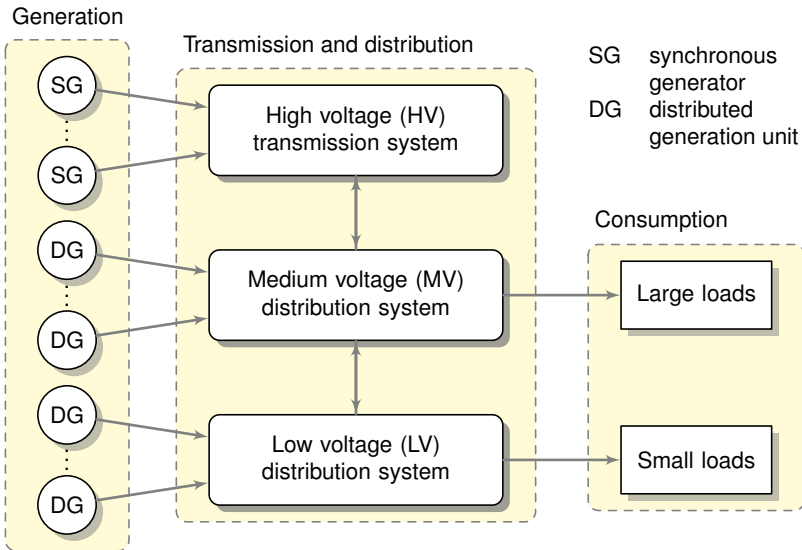 Generation
SG
SG
DG
DG
DG
DG
Transmission and distribution
High voltage (HV)
transmission system
Medium voltage (MV)
distribution system
Low voltage (LV)
distribution system
SG synchronous
generator
DG distributed
generation unit
Consumption
Large loads
Small loads